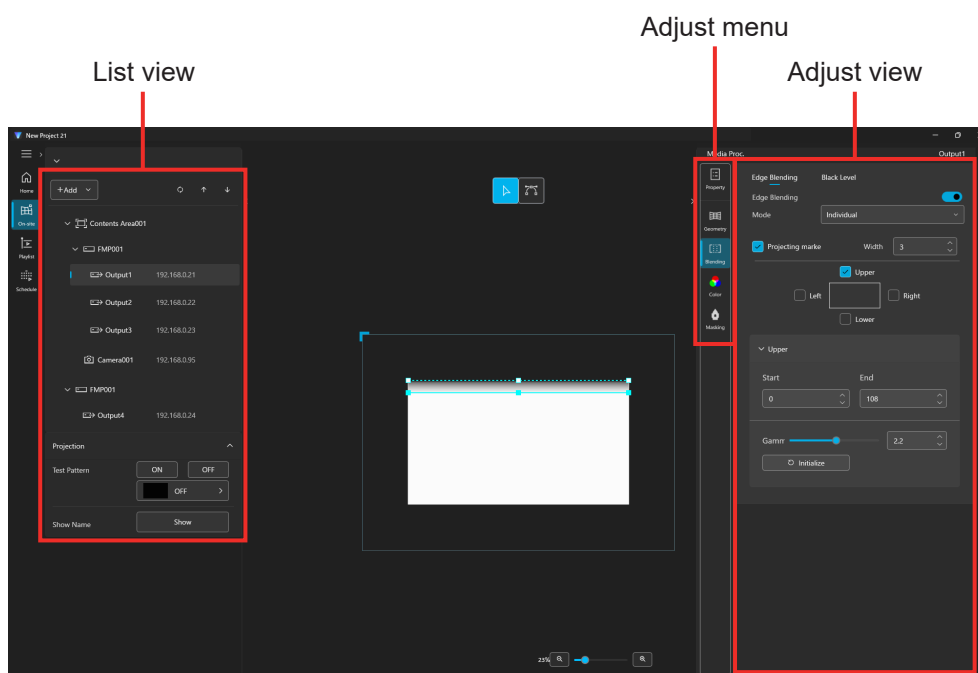 Adjust menu
List view
Adjust view
New Project 21
Media Proc.
Output1
Home
On-site
Playlist
Schedule
+Add
Contents Area001
FMP001
Output1 192.168.0.21
Output2 192.168.0.22
Output3 192.168.0.23
Camera001 192.168.0.95
FMP001
Output4 192.168.0.24
Projection
Test Pattern ON OFF
OFF
Show Name Show
23%
Property
Geometry
Blending
Color
Masking
Edge Blending Black Level
Edge Blending
Mode Individual
Projecting marke Width 3
Upper
Left Right
Lower
Upper
Start End
0 108
Gamm 2.2
Initialize